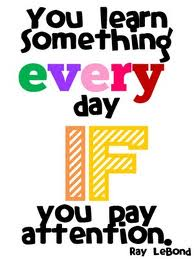 You learn
Something
every
day
IF
you pay
attention.
Ray LeBond